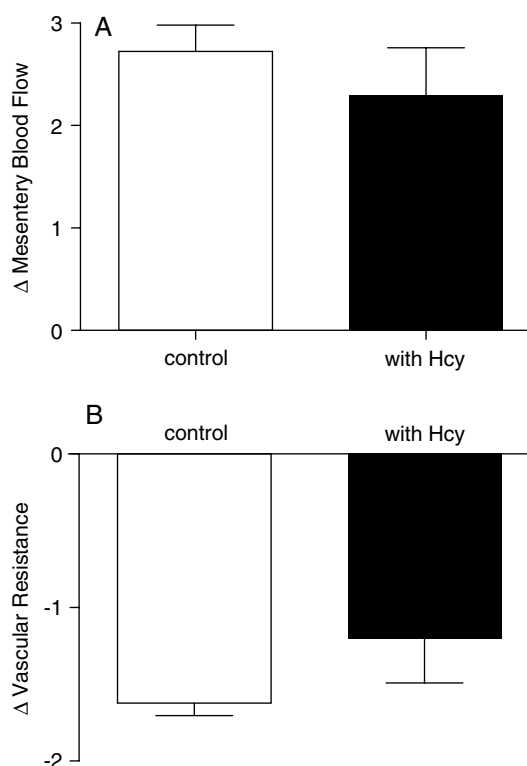 A
3
2
1
0
Δ Mesentery Blood Flow
control
with Hcy
B
control
with Hcy
0
-1
-2
Δ Vascular Resistance